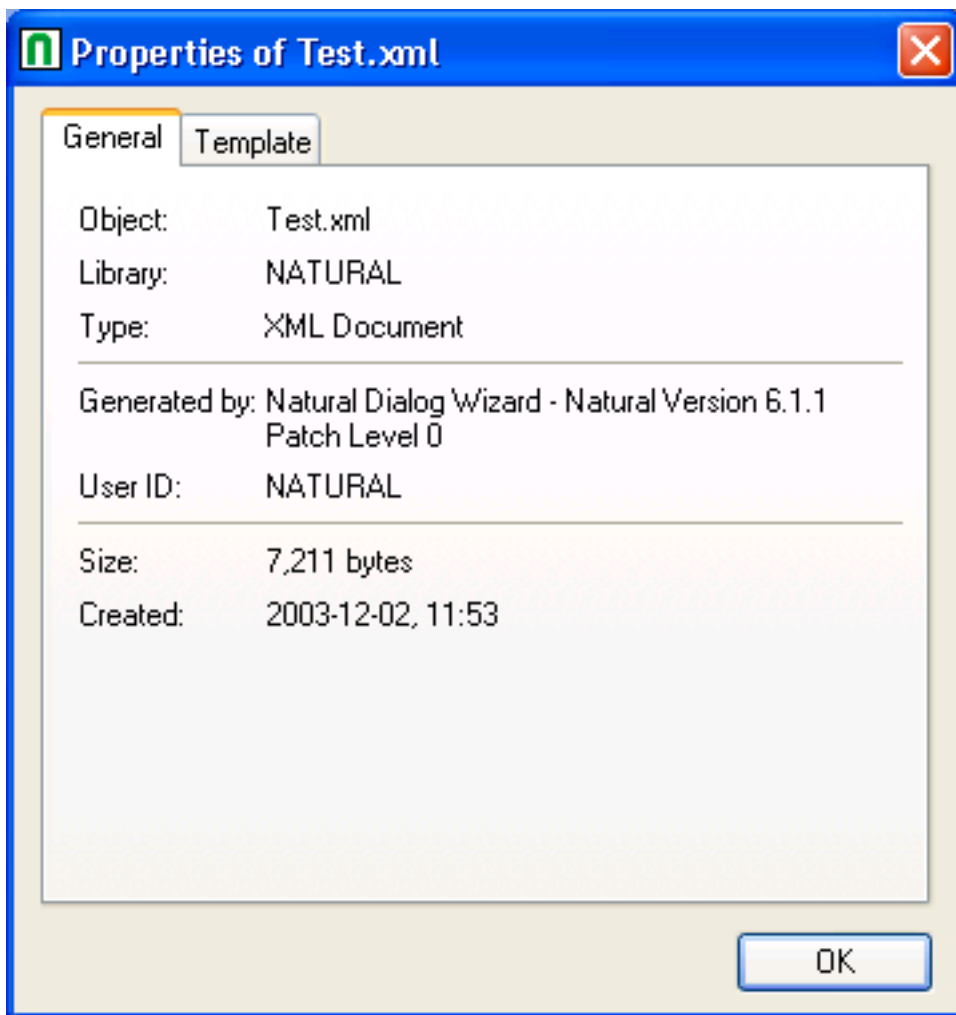 Properties of Test.xml
General Template
Object: Test.xml
Library: NATURAL
Type: XML Document
Generated by: Natural Dialog Wizard - Natural Version 6.1.1
Patch Level 0
User ID: NATURAL
Size: 7,211 bytes
Created: 2003-12-02, 11:53
OK